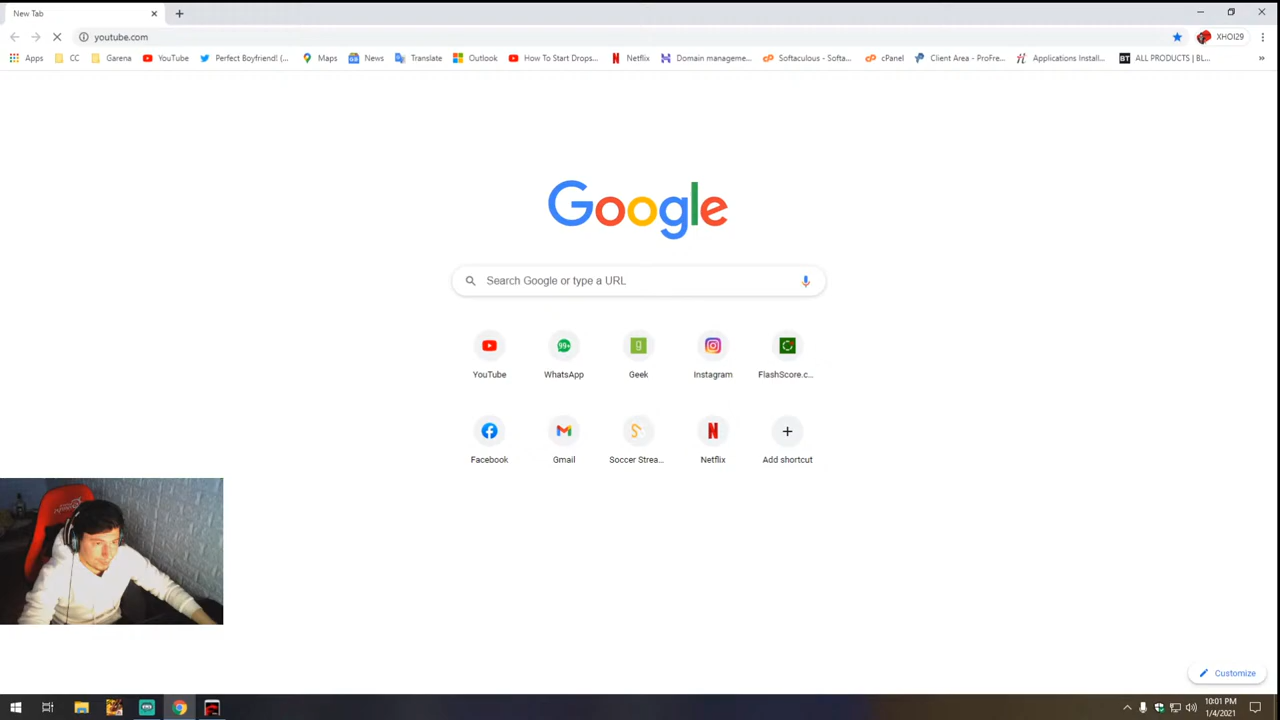 New Tab
youtube.com
XHOI29
Apps
CC
Garena
YouTube
Perfect Boyfriend! (...
Maps
News
Translate
Outlook
How To Start Drops...
Netflix
Domain manageme...
Softaculous - Softa...
cPanel
Client Area - ProFre...
Applications Install...
BT
ALL PRODUCTS | BL...
Google
Search Google or type a URL
99+
g
YouTube
WhatsApp
Geek
Instagram
FlashScore.c...
Facebook
Gmail
Soccer Strea...
Netflix
Add shortcut
Customize
10:01 PM
1/4/2021